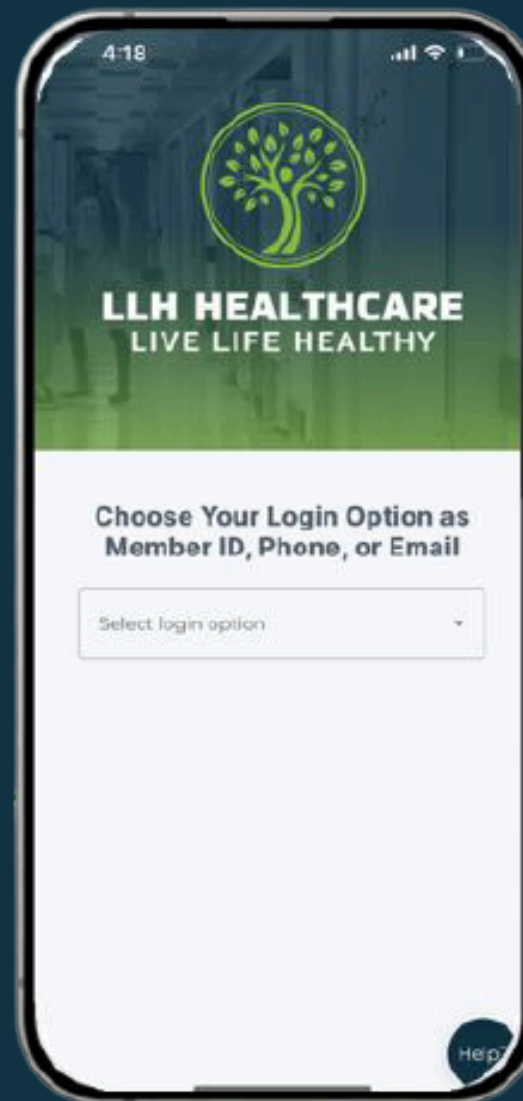 4:18
LLH HEALTHCARE
LIVE LIFE HEALTHY
Choose Your Login Option as
Member ID, Phone, or Email
Select login option
Help?